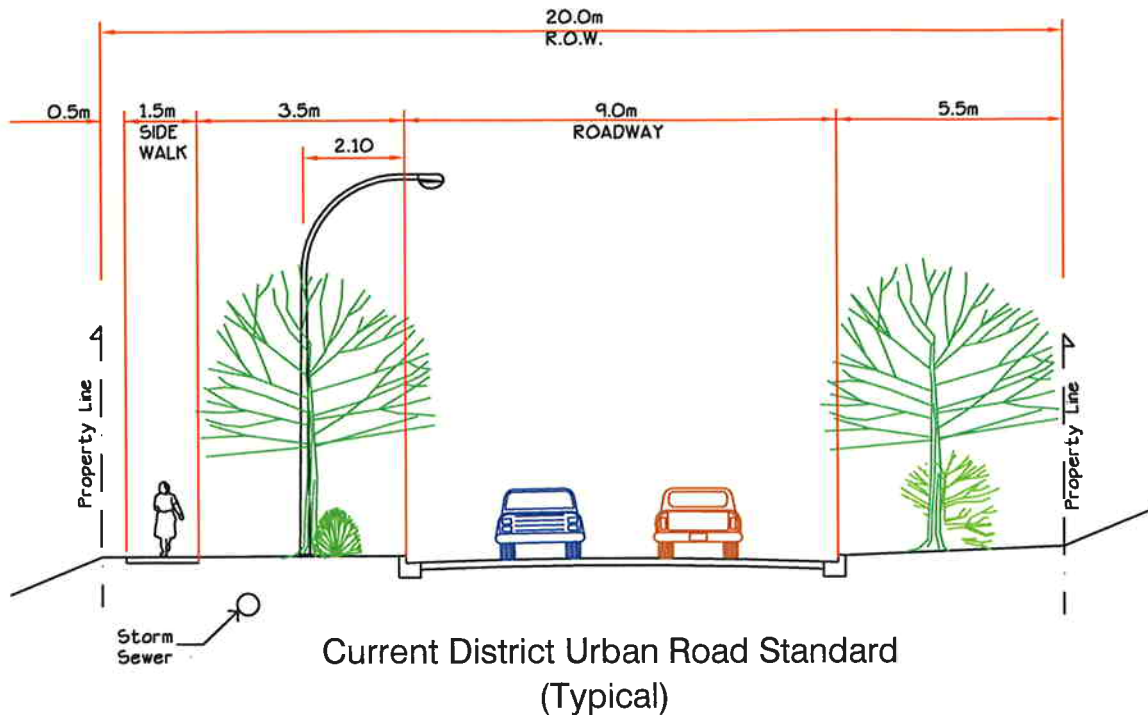 20.0m
R.O.W.
0.5m
1.5m
SIDE
WALK
3.5m
9.0m
ROADWAY
5.5m
2.10
Property Line
Property Line
Storm
Sewer
Current District Urban Road Standard
(Typical)